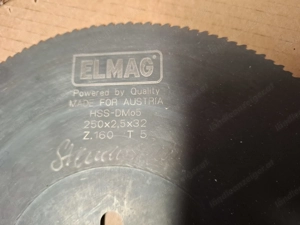 ELMAG
Powered by Quality
MADE FOR AUSTRIA
HSS-DMo5
250x2,5x32
Z.160 T 5